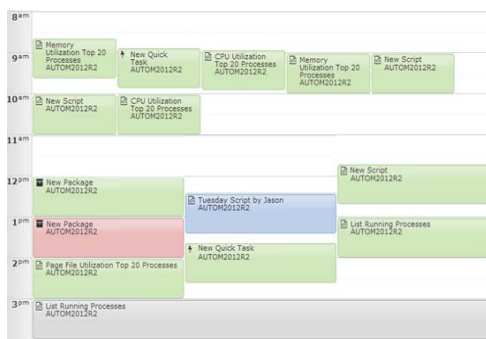 8am
Memory
Utilization Top 20
Processes
AUTOM2012R2
New Quick
Task
AUTOM2012R2
CPU Utilization
Top 20 Processes
AUTOM2012R2
Memory
Utilization Top 20
Processes
AUTOM2012R2
New Script
AUTOM2012R2
9am
10am
New Script
AUTOM2012R2
CPU Utilization
Top 20 Processes
AUTOM2012R2
11am
New
Script
AUTOM2012R2
12pm
New Package
AUTOM2012R2
Tuesday Script by Jason
AUTOM2012R2
1pm
New Package
AUTOM2012R2
List Running Processes
AUTOM2012R2
New Quick Task
AUTOM2012R2
2pm
Page File Utilization Top 20 Processes
AUTOM2012R2
3pm
List Running Processes
AUTOM2012R2